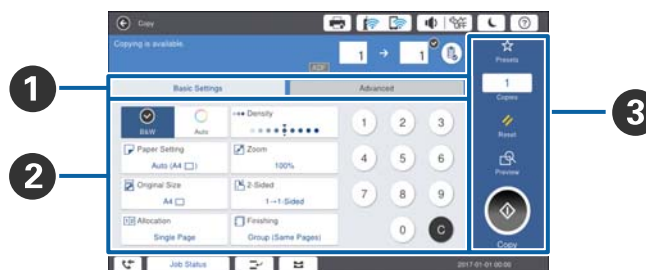 Copy
OFF
Copying is available.
1 → 1
ADF
Presets
Basic Settings Advanced
1
Copies
B&W Auto
Density
1 2 3
Reset
Paper Setting
Auto (A4)
Zoom
100%
4 5 6
Preview
Original Size
A4
2-Sided
1→1-Sided
7 8 9
Allocation
Single Page
Finishing
Group (Same Pages)
0 C
Copy
Job Status
2017-01-01 00:00
1
2
3